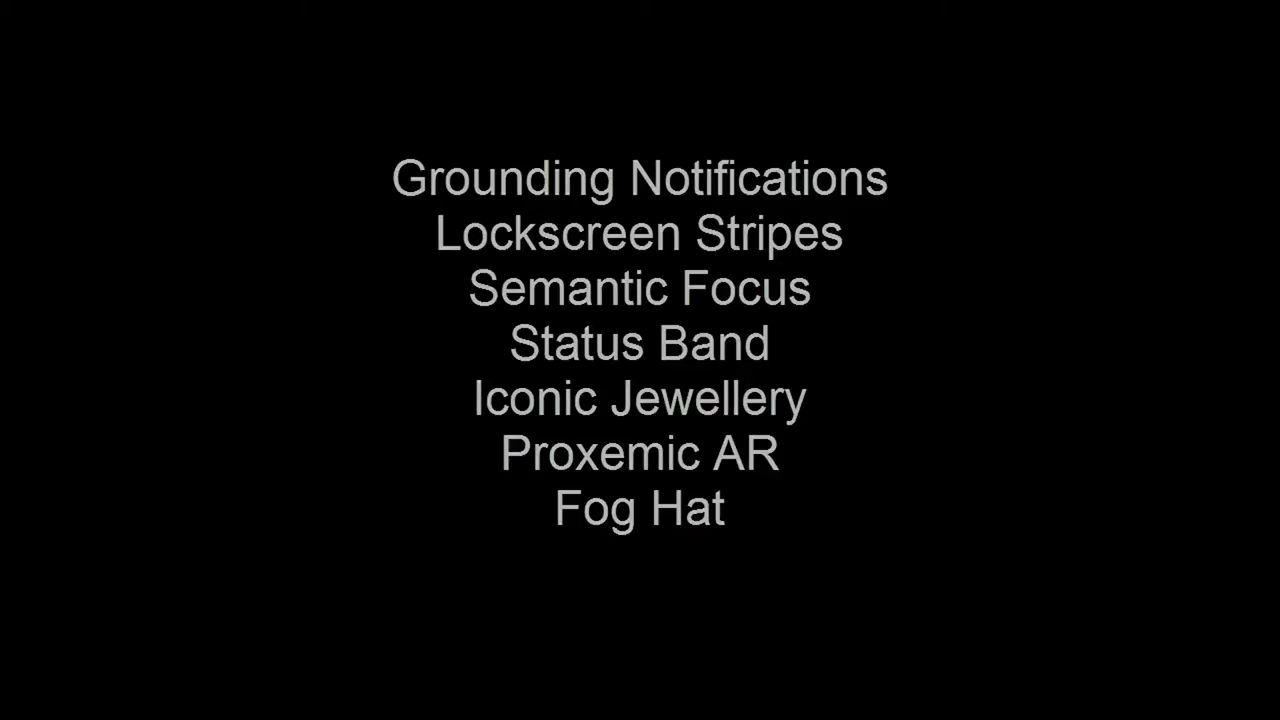 Grounding Notifications
Lockscreen Stripes
Semantic Focus
Status Band
Iconic Jewellery
Proxemic AR
Fog Hat